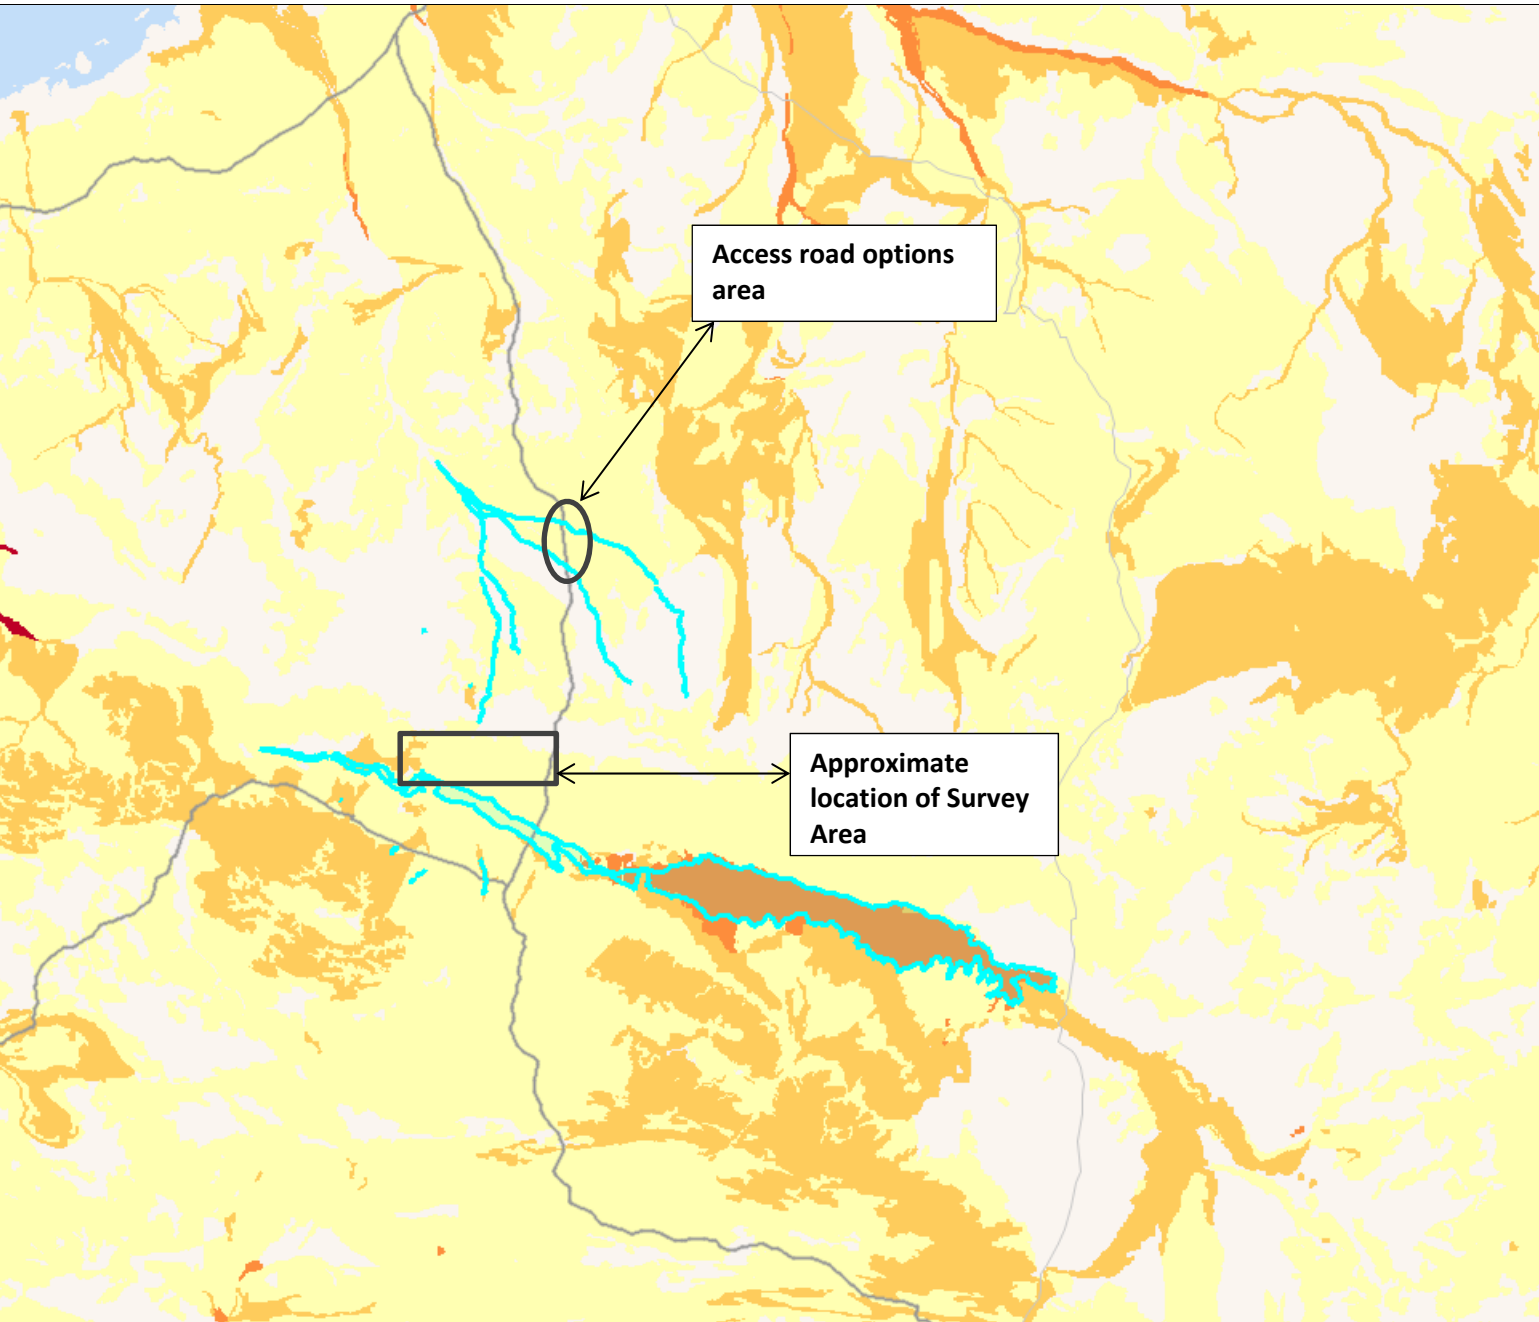 Access road options
area
Approximate
location of Survey
Area